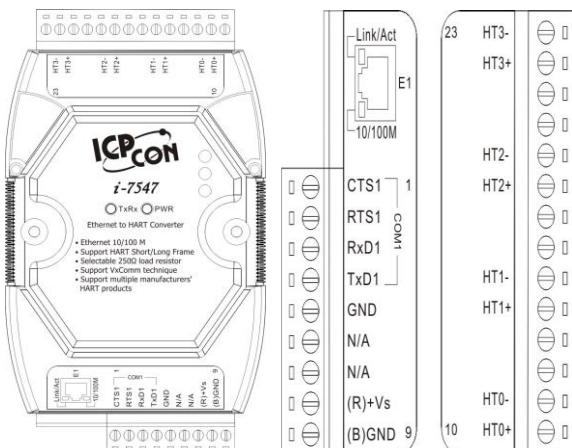 HT3-
HT3+
HT2-
HT2+
HT1-
HT1+
HT0-
HT0+
23
10
ICP CON
i-7547
TxRx PWR
Ethernet to HART Converter
• Ethernet 10/100 M
• Support HART Short/Long Frame
• Selectable 250Ω load resistor
• Support VxComm technique
• Support multiple manufacturers'
HART products
Link/Act
E1
10/100M
1
COM1
9
CTS1
RTS1
RxD1
TxD1
GND
N/A
N/A
(R)+Vs
(B)GND
Link/Act
E1
10/100M
CTS1 1
RTS1
RxD1
TxD1
COM1
GND
N/A
N/A
(R)+Vs
(B)GND 9
23 HT3-
HT3+
HT2-
HT2+
HT1-
HT1+
HT0-
10 HT0+